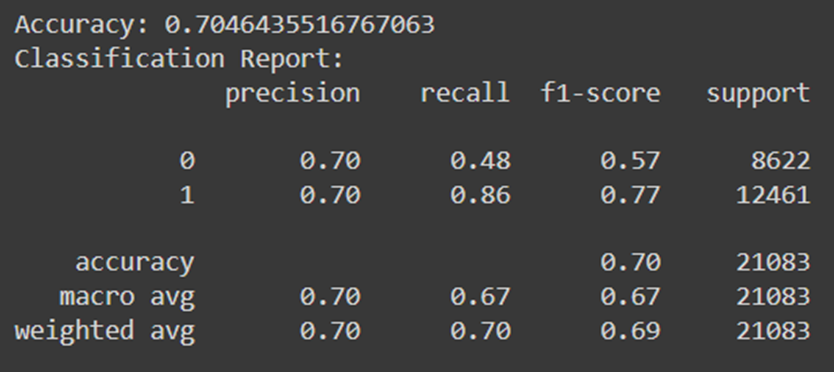 Accuracy: 0.7046435516767063
Classification Report:
precision recall f1-score support
0 0.70 0.48 0.57 8622
1 0.70 0.86 0.77 12461
accuracy 0.70 21083
macro avg 0.70 0.67 0.67 21083
weighted avg 0.70 0.70 0.69 21083